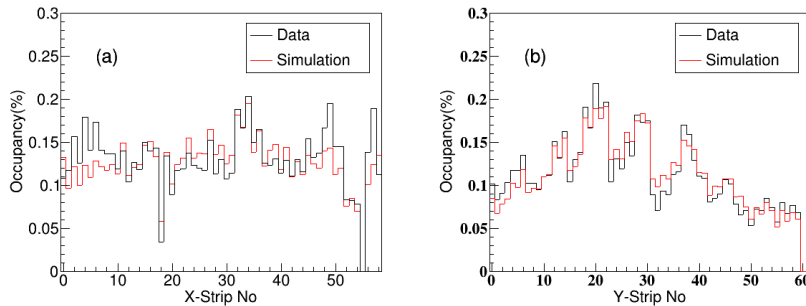 0.3
(a)
Data
Simulation
0.25
0.2
0.15
0.1
0.05
0
Occupancy(%)
0 10 20 30 40 50
X-Strip No
0.3
(b)
Data
Simulation
0.25
0.2
0.15
0.1
0.05
0
Occupancy(%)
0 10 20 30 40 50 60
Y-Strip No